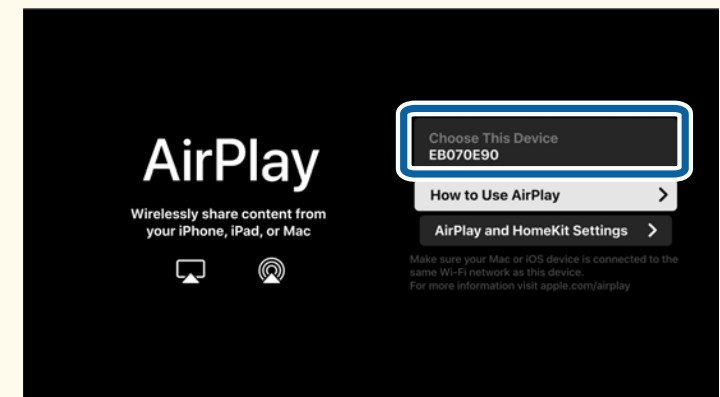 AirPlay
Wirelessly share content from
your iPhone, iPad, or Mac
Choose This Device
EB070E90
How to Use AirPlay
AirPlay and HomeKit Settings
Make sure your Mac or iOS device is connected to the
same Wi-Fi network as this device.
For more information visit apple.com/airplay